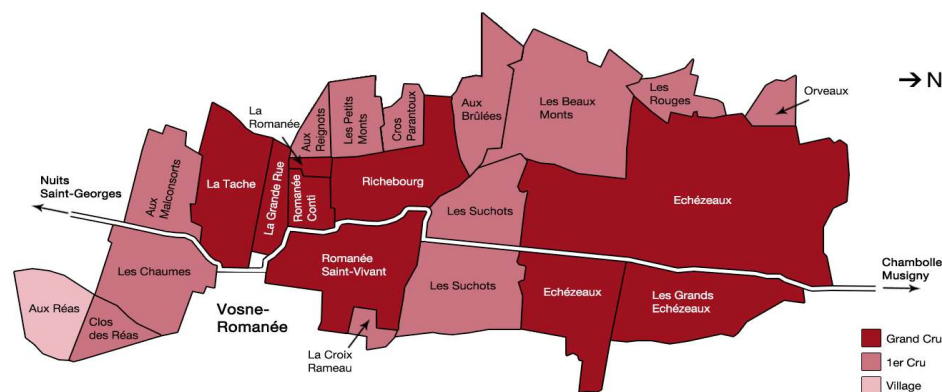 → N
Orveaux
Les
Rouges
Les Beaux
Monts
Aux
Brûlées
Cros
Parantoux
Les Petits
Monts
Aux
Reignots
La
Romanée
Aux
Malconsorts
La Tache
La Grande Rue
Romanée
Conti
Richebourg
Les Suchots
Echézeaux
Nuits
Saint-Georges
Les Chaumes
Romanée
Saint-Vivant
Les Suchots
Echézeaux
Les Grands
Echézeaux
Chambolle
Musigny
Aux Réas
Clos
des Réas
Vosne-
Romanée
La Croix
Rameau
Grand Cru
1er Cru
Village